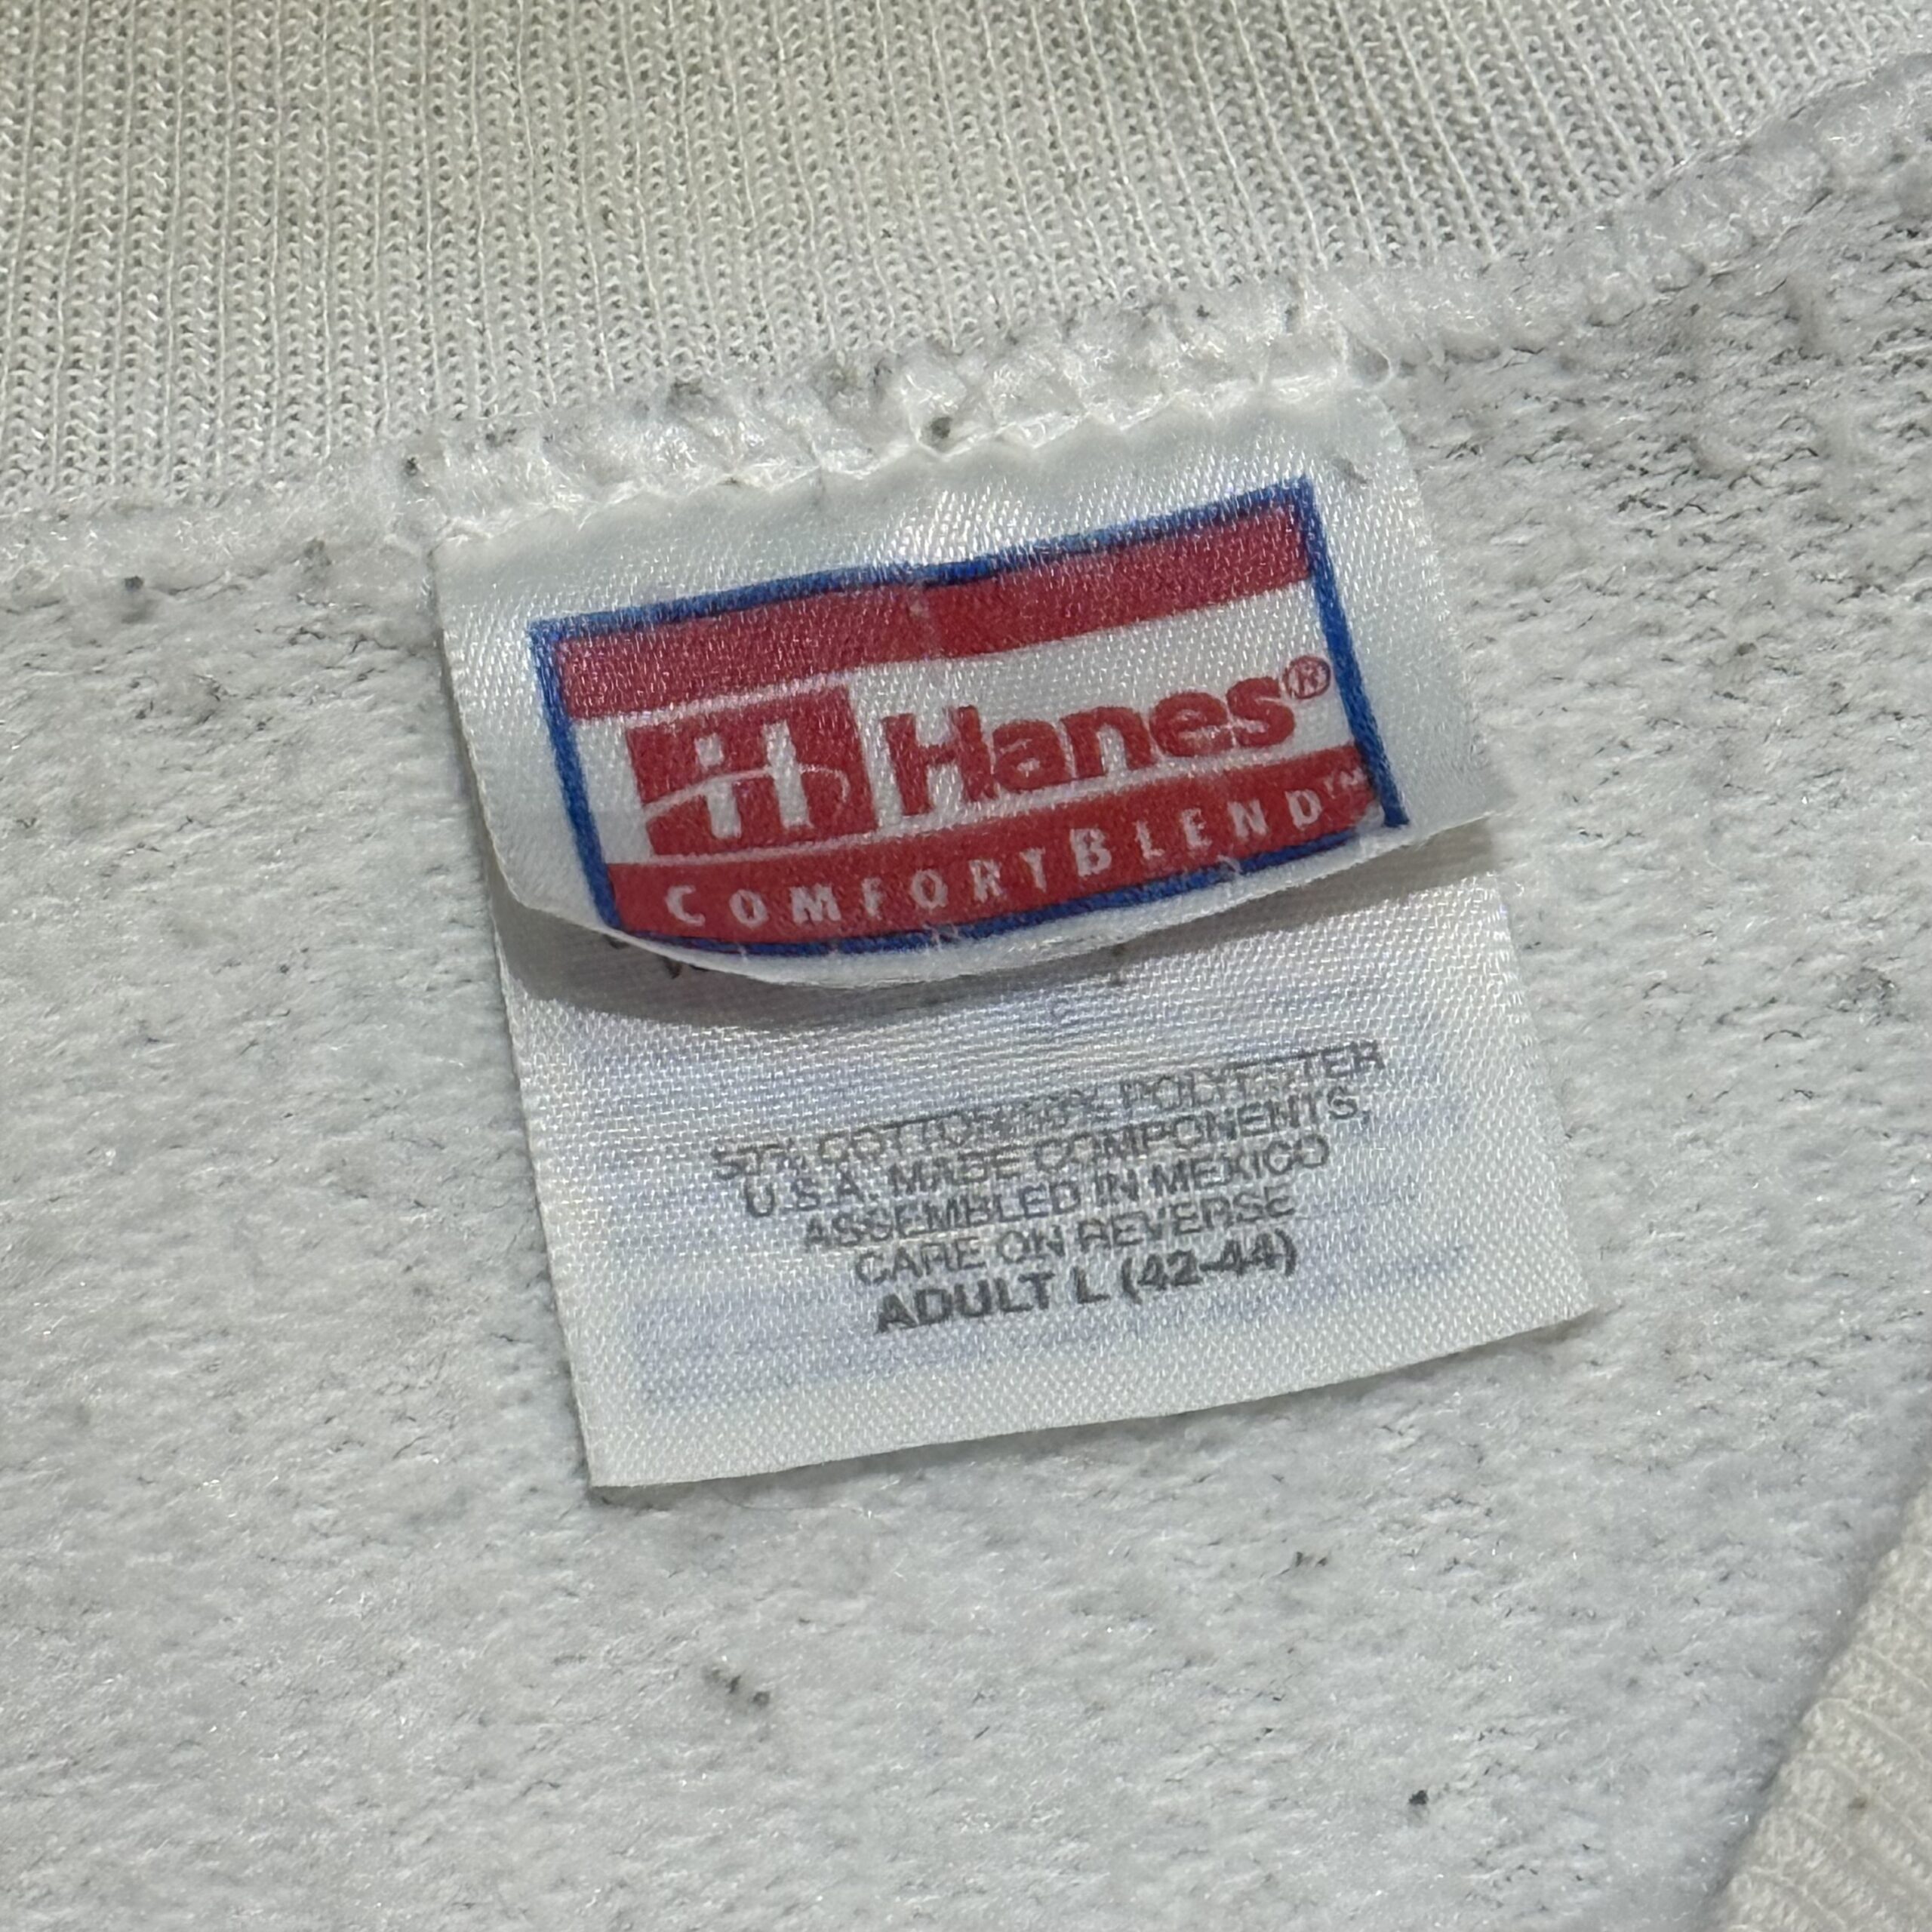 Hanes®
COMFORTBLEND™
50% COTTON 50% POLYESTER
U.S.A. MADE COMPONENTS,
ASSEMBLED IN MEXICO
CARE ON REVERSE
ADULT L (42-44)